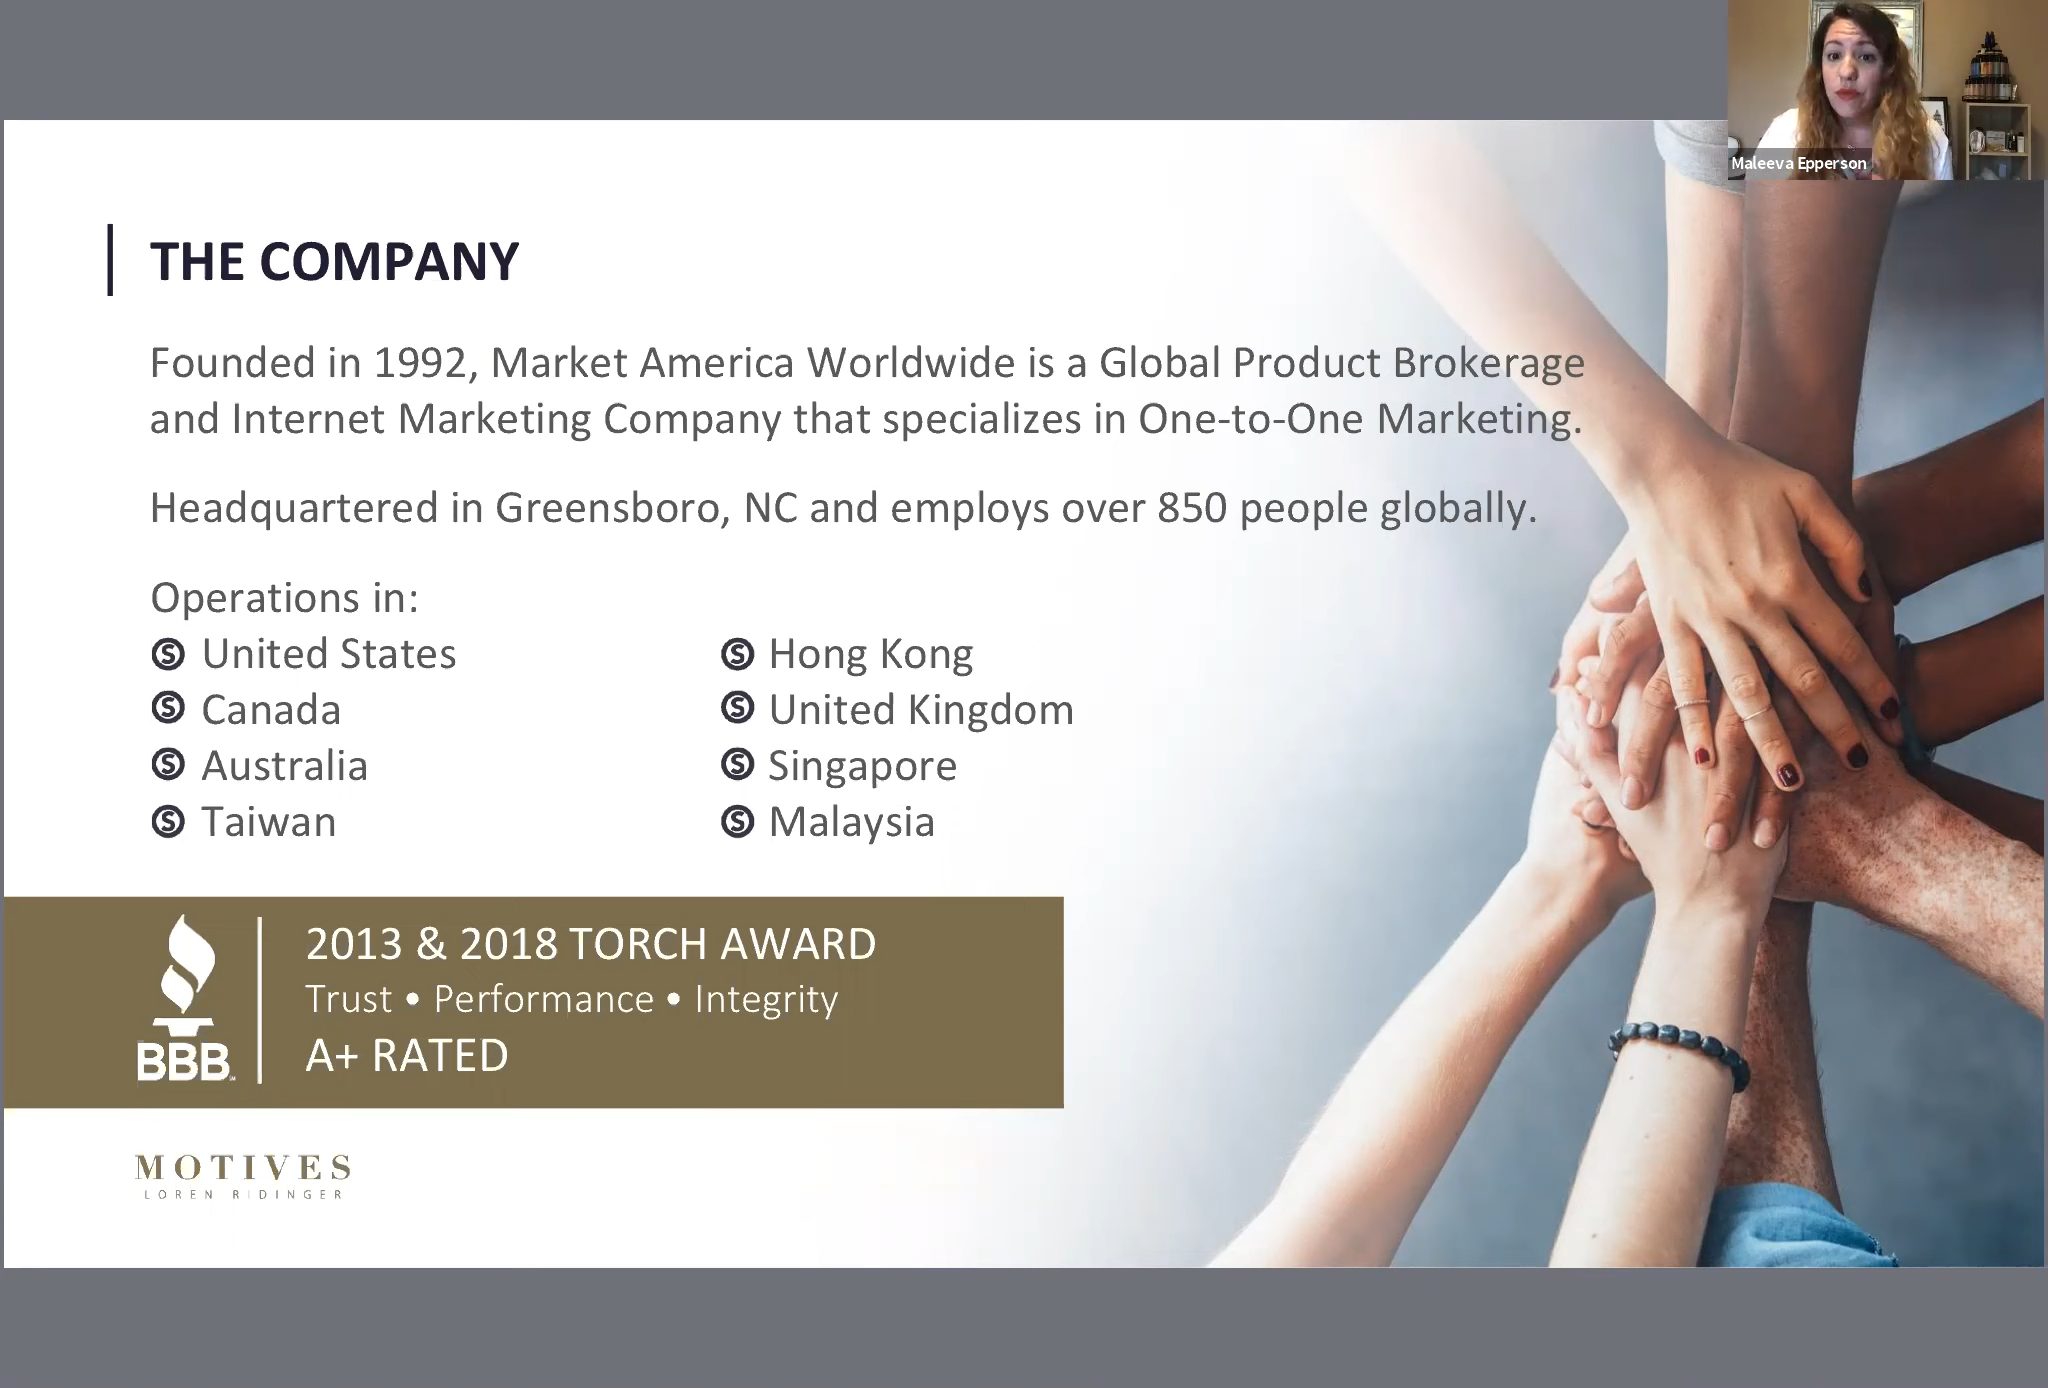 Maleeva Epperson
THE COMPANY
Founded in 1992, Market America Worldwide is a Global Product Brokerage
and Internet Marketing Company that specializes in One-to-One Marketing.
Headquartered in Greensboro, NC and employs over 850 people globally.
Operations in:
Ⓢ United States
Ⓢ Canada
Ⓢ Australia
Ⓢ Taiwan
Ⓢ Hong Kong
Ⓢ United Kingdom
Ⓢ Singapore
Ⓢ Malaysia
BBB
2013 & 2018 TORCH AWARD
Trust • Performance • Integrity
A+ RATED
MOTIVES
LOREN RIDINGER